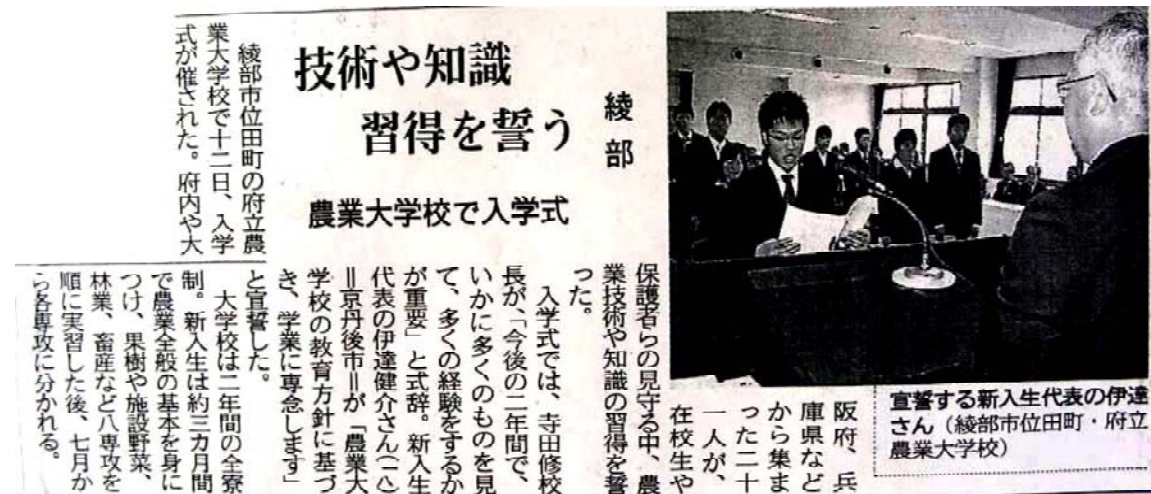 綾部
技術や知識
習得を誓う
農業大学校で入学式
綾部市位田町の府立農
業大学校で十二日、入学
式が催された。府内や大
阪府、兵
庫県など
から集ま
った二十
一人が、
在校生や
保護者らの見守る中、農
業技術や知識の習得を誓
った。
入学式では、寺田修校
長が、「今後の二年間で、
いかに多くのものを見
て、多くの経験をするか
が重要」と式辞。新入生
代表の伊達健介さん(一八)
＝京丹後市＝が「農業大
学校の教育方針に基づ
き、学業に専念します」
と宣誓した。
大学校は二年間の全寮
制。新入生は約三カ月間
で農業全般の基本を身に
つけ、果樹や施設野菜、
林業、畜産など八専攻を
順に実習した後、七月か
ら各専攻に分かれる。
宣誓する新入生代表の伊達
さん（綾部市位田町・府立
農業大学校）